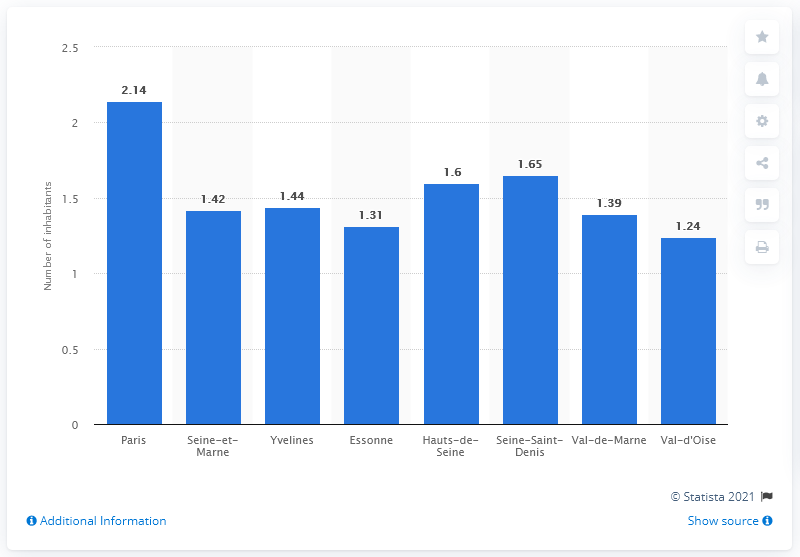 2.5
2
1.5
1
0.5
0
Number of inhabitants
2.14
1.42
1.44
1.31
1.6
1.65
1.39
1.24
Paris
Seine-et-
Marne
Yvelines
Essonne
Hauts-de-
Seine
Seine-Saint-
Denis
Val-de-Marne
Val-d'Oise
© Statista 2021
Additional Information
Show source